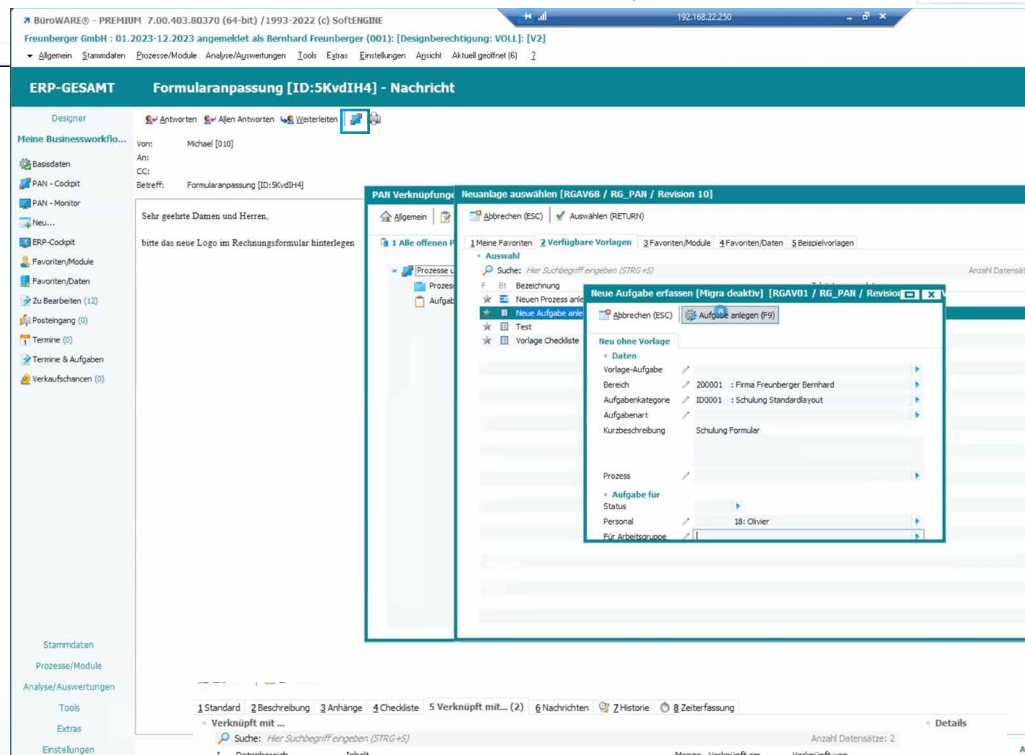 BüroWARE® - PREMIUM 7.00.403.80370 (64-bit) /1993-2022 (c) SoftENGINE
192.168.22.250
Freunberger GmbH : 01.2023-12.2023 angemeldet als Bernhard Freunberger (001): [Designberechtigung: VOLL]: [V2]
Allgemein Stammdaten Prozesse/Module Analyse/Auswertungen Tools Extras Einstellungen Ansicht Aktuell geöffnet (6) ?
ERP-GESAMT
Formularanpassung [ID:5KvdIH4] - Nachricht
Designer
Meine Businessworkflo...
Basisdaten
PAN - Cockpit
PAN - Monitor
Neu...
ERP-Cockpit
Favoriten/Module
Favoriten/Daten
Zu Bearbeiten (12)
Posteingang (0)
Termine (0)
Termine & Aufgaben
Verkaufschancen (0)
Stammdaten
Prozesse/Module
Analyse/Auswertungen
Tools
Extras
Einstellungen
Antworten Allen Antworten Weiterleiten
Von: Michael [010]
An:
CC:
Betreff: Formularanpassung [ID:5KvdIH4]
Sehr geehrte Damen und Herren,
bitte das neue Logo im Rechnungsformular hinterlegen
PAN Verknüpfunge
Allgemein
1 Alle offenen P
Prozesse u
Prozess
Aufgab
Neuanlage auswählen [RGAV68 / RG_PAN / Revision 10]
Abbrechen (ESC) Auswählen (RETURN)
1 Meine Favoriten 2 Verfügbare Vorlagen 3 Favoriten/Module 4 Favoriten/Daten 5 Beispielvorlagen
Auswahl
Suche: Hier Suchbegriff eingeben (STRG+S)
Anzahl Datensät
F Bt Bezeichnung
Neuen Prozess anle
Neue Aufgabe anle
Test
Vorlage Checkliste
Neue Aufgabe erfassen [Migra deaktiv] [RGAV01 / RG_PAN / Revision
Abbrechen (ESC) Aufgabe anlegen (F9)
Neu ohne Vorlage
Daten
Vorlage-Aufgabe
Bereich 200001 : Firma Freunberger Bernhard
Aufgabenkategorie ID0001 : Schulung Standardlayout
Aufgabenart
Kurzbeschreibung Schulung Formular
Prozess
Aufgabe für
Status
Personal 18: Olivier
Für Arbeitsgruppe
1 Standard 2 Beschreibung 3 Anhänge 4 Checkliste 5 Verknüpft mit... (2) 6 Nachrichten 7 Historie 8 Zeiterfassung
Verknüpft mit ...
Details
Suche: Hier Suchbegriff eingeben (STRG+S)
Anzahl Datensätze: 2
Datenbereich Inhalt Menge Verknüpft am Verknüpft von